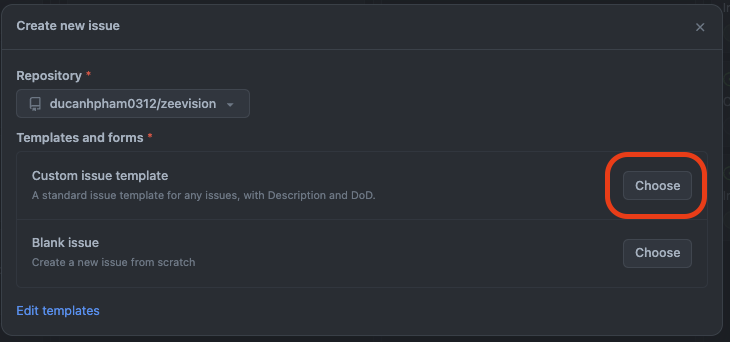 Create new issue
Repository *
ducanhpham0312/zeevision
Templates and forms *
Custom issue template
A standard issue template for any issues, with Description and DoD.
Choose
Blank issue
Create a new issue from scratch
Choose
Edit templates